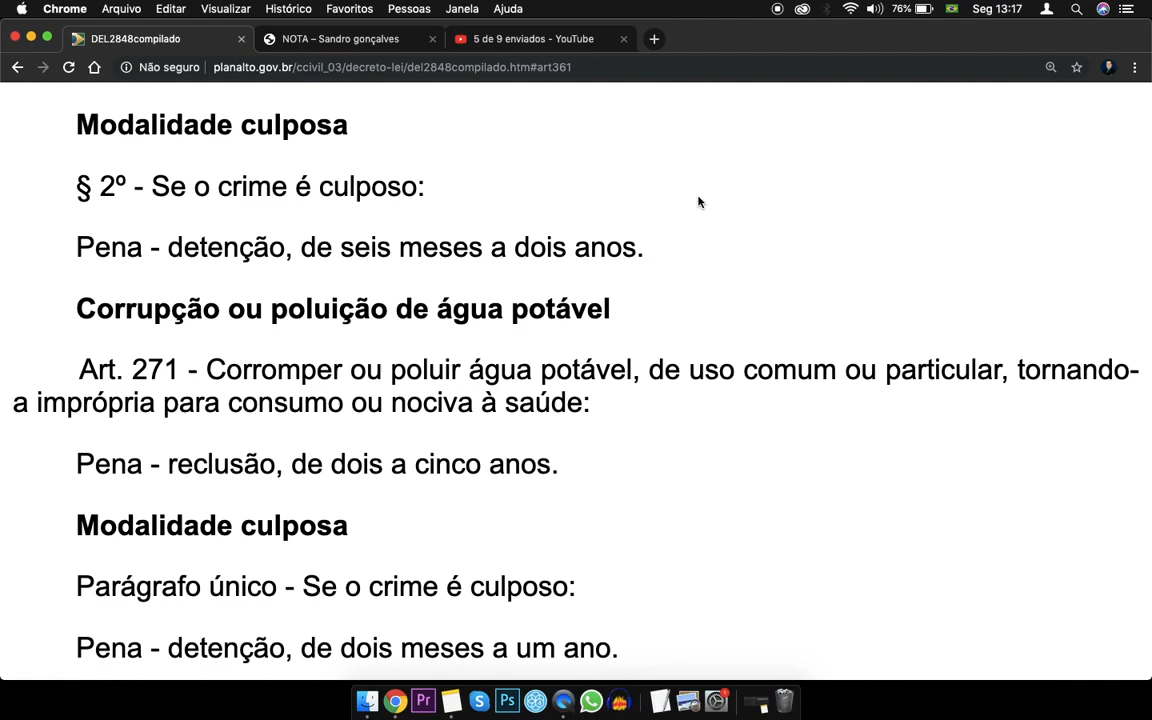 Chrome Arquivo Editar Visualizar Histórico Favoritos Pessoas Janela Ajuda 76% Seg 13:17
DEL2848compilado NOTA – Sandro gonçalves 5 de 9 enviados - YouTube
Não seguro planalto.gov.br/ccivil_03/decreto-lei/del2848compilado.htm#art361
Modalidade culposa
§ 2º - Se o crime é culposo:
Pena - detenção, de seis meses a dois anos.
Corrupção ou poluição de água potável
Art. 271 - Corromper ou poluir água potável, de uso comum ou particular, tornando-
a imprópria para consumo ou nociva à saúde:
Pena - reclusão, de dois a cinco anos.
Modalidade culposa
Parágrafo único - Se o crime é culposo:
Pena - detenção, de dois meses a um ano.
Pr Ps